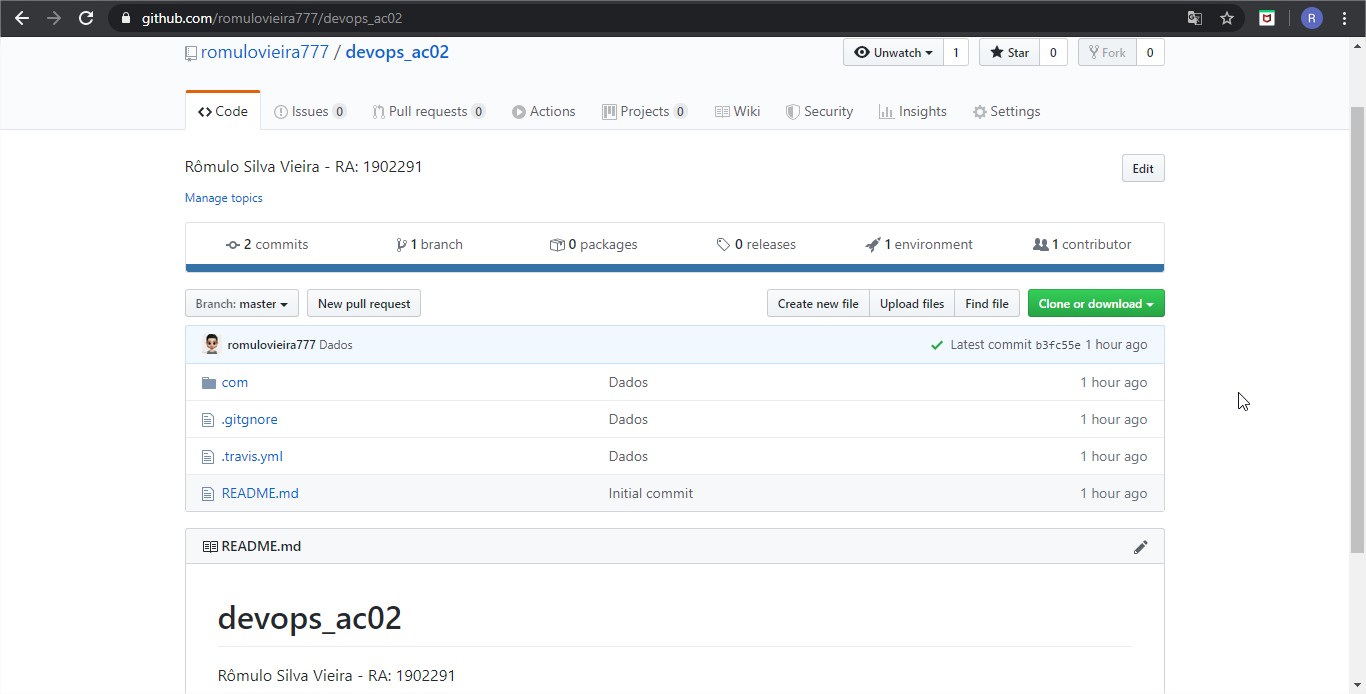 github.com/romulovieira777/devops_ac02
R
romulovieira777 / devops_ac02
Unwatch 1 Star 0 Fork 0
Code Issues 0 Pull requests 0 Actions Projects 0 Wiki Security Insights Settings
Rômulo Silva Vieira - RA: 1902291
Edit
Manage topics
2 commits 1 branch 0 packages 0 releases 1 environment 1 contributor
Branch: master New pull request Create new file Upload files Find file Clone or download
romulovieira777 Dados Latest commit b3fc55e 1 hour ago
com Dados 1 hour ago
.gitgnore Dados 1 hour ago
.travis.yml Dados 1 hour ago
README.md Initial commit 1 hour ago
README.md
devops_ac02
Rômulo Silva Vieira - RA: 1902291